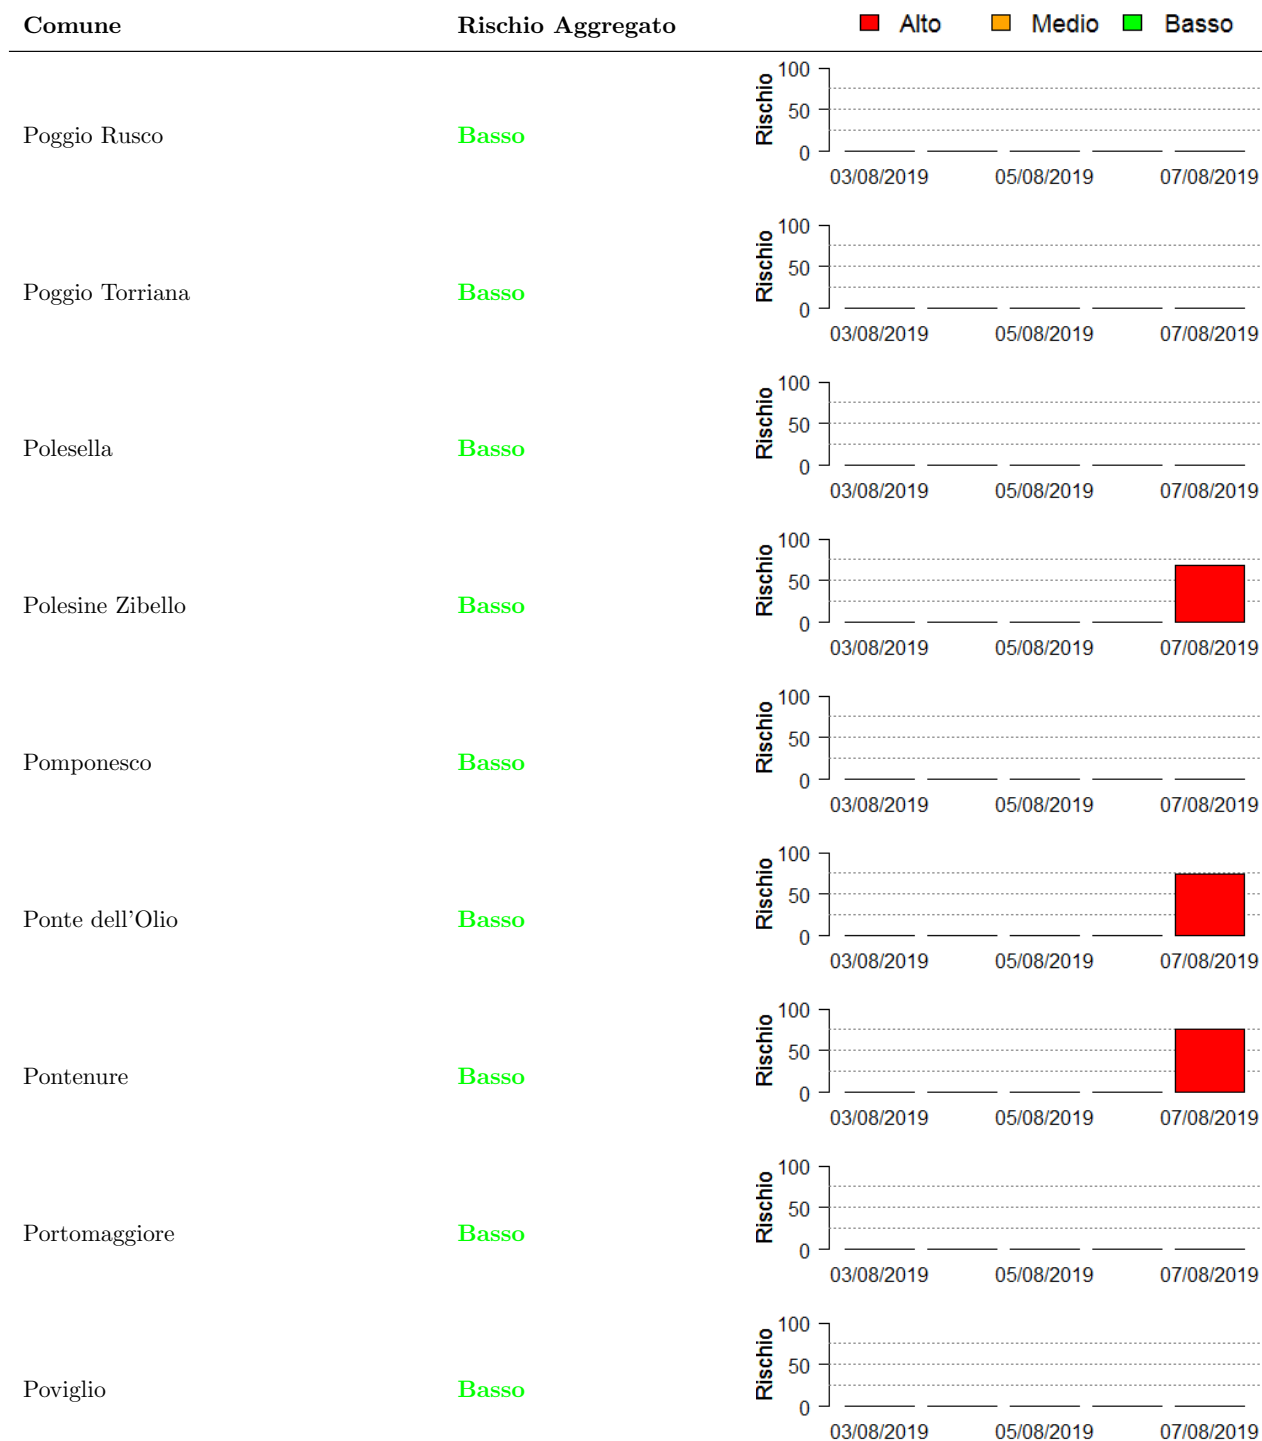 Comune Rischio Aggregato Alto Medio Basso
Poggio Rusco Basso Rischio 100 50 0
03/08/2019 05/08/2019 07/08/2019
Poggio Torriana Basso Rischio 100 50 0
03/08/2019 05/08/2019 07/08/2019
Polesella Basso Rischio 100 50 0
03/08/2019 05/08/2019 07/08/2019
Polesine Zibello Basso Rischio 100 50 0
03/08/2019 05/08/2019 07/08/2019
Pomponesco Basso Rischio 100 50 0
03/08/2019 05/08/2019 07/08/2019
Ponte dell'Olio Basso Rischio 100 50 0
03/08/2019 05/08/2019 07/08/2019
Pontenure Basso Rischio 100 50 0
03/08/2019 05/08/2019 07/08/2019
Portomaggiore Basso Rischio 100 50 0
03/08/2019 05/08/2019 07/08/2019
Poviglio Basso Rischio 100 50 0
03/08/2019 05/08/2019 07/08/2019